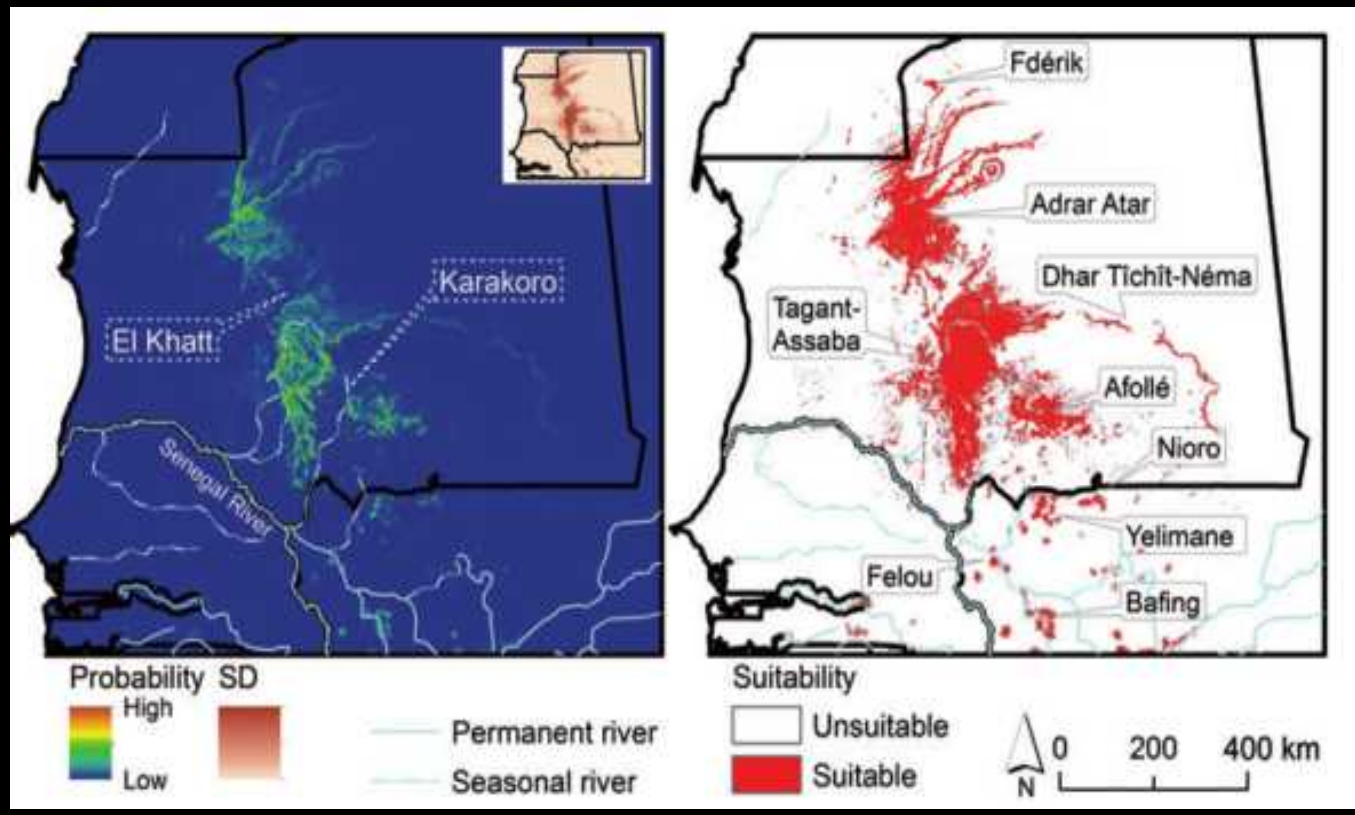 Fdérik
Adrar Atar
Karakoro
Dhar Tîchît-Néma
El Khatt
Tagant-
Assaba
Afollé
Nioro
Senegal River
Yelimane
Felou
Bafing
Probability
SD
High
Low
Permanent river
Seasonal river
Suitability
Unsuitable
Suitable
N
0 200 400 km